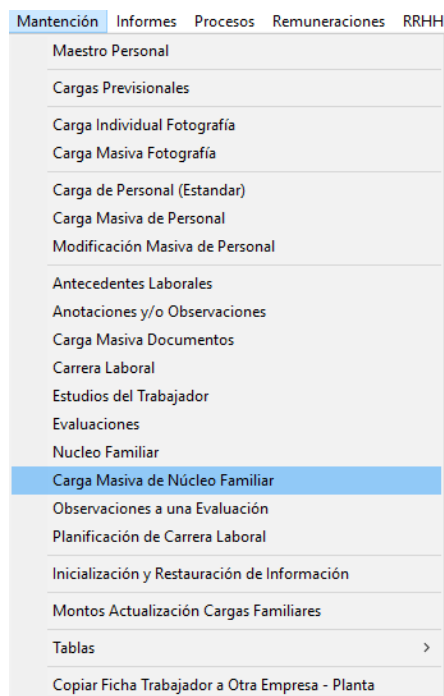 Mantención Informes Procesos Remuneraciones RRHH
Maestro Personal
Cargas Previsionales
Carga Individual Fotografía
Carga Masiva Fotografía
Carga de Personal (Estandar)
Carga Masiva de Personal
Modificación Masiva de Personal
Antecedentes Laborales
Anotaciones y/o Observaciones
Carga Masiva Documentos
Carrera Laboral
Estudios del Trabajador
Evaluaciones
Nucleo Familiar
Carga Masiva de Núcleo Familiar
Observaciones a una Evaluación
Planificación de Carrera Laboral
Inicialización y Restauración de Información
Montos Actualización Cargas Familiares
Tablas
Copiar Ficha Trabajador a Otra Empresa - Planta